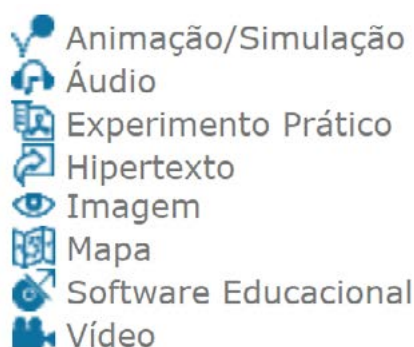 Animação/Simulação
Áudio
Experimento Prático
Hipertexto
Imagem
Mapa
Software Educacional
Vídeo